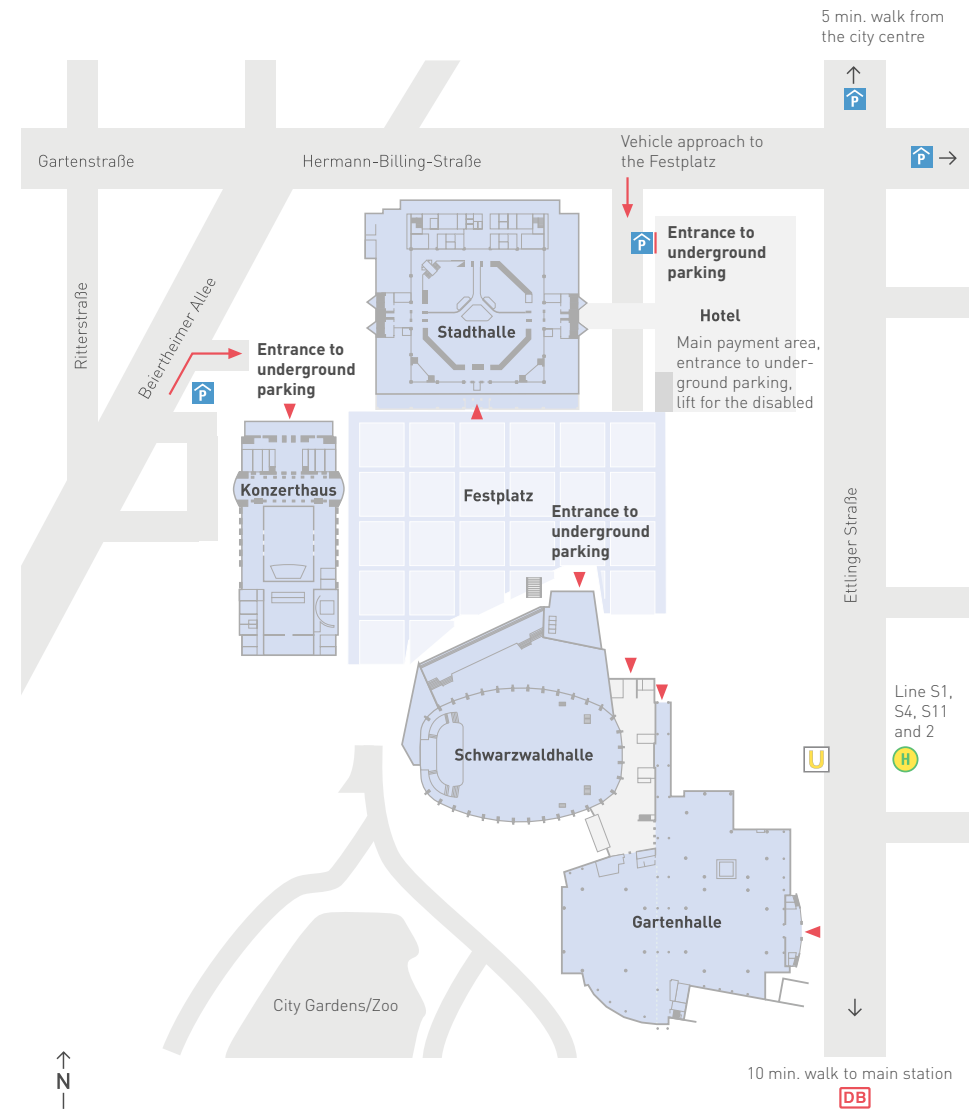 5 min. walk from
the city centre
P
Gartenstraße
Hermann-Billing-Straße
Vehicle approach to
the Festplatz
P
P
Entrance to
underground
parking
Hotel
Main payment area,
entrance to under-
ground parking,
lift for the disabled
Stadthalle
Ritterstraße
Beiertheimer Allee
Entrance to
underground
parking
P
Konzerthaus
Festplatz
Entrance to
underground
parking
Ettlinger Straße
Line S1,
S4, S11
and 2
H
U
Schwarzwaldhalle
Gartenhalle
City Gardens/Zoo
N
10 min. walk to main station
DB